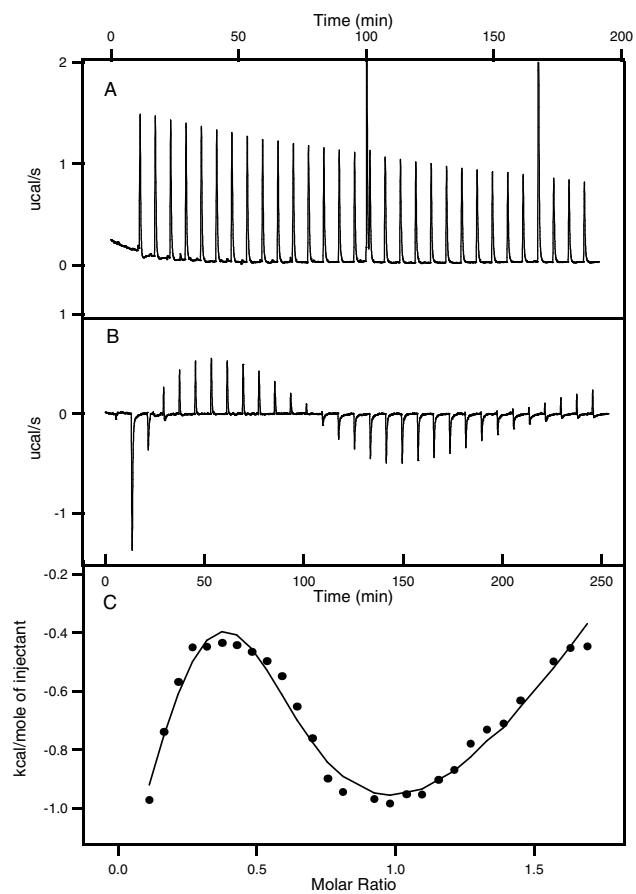 Time (min)
0 50 100 150 200
A
2
1
0
1
ucal/s
B
0
-1
ucal/s
0 50 100 150 200 250
Time (min)
C
-0.2
-0.4
-0.6
-0.8
-1.0
kcal/mole of injectant
0.0 0.5 1.0 1.5
Molar Ratio